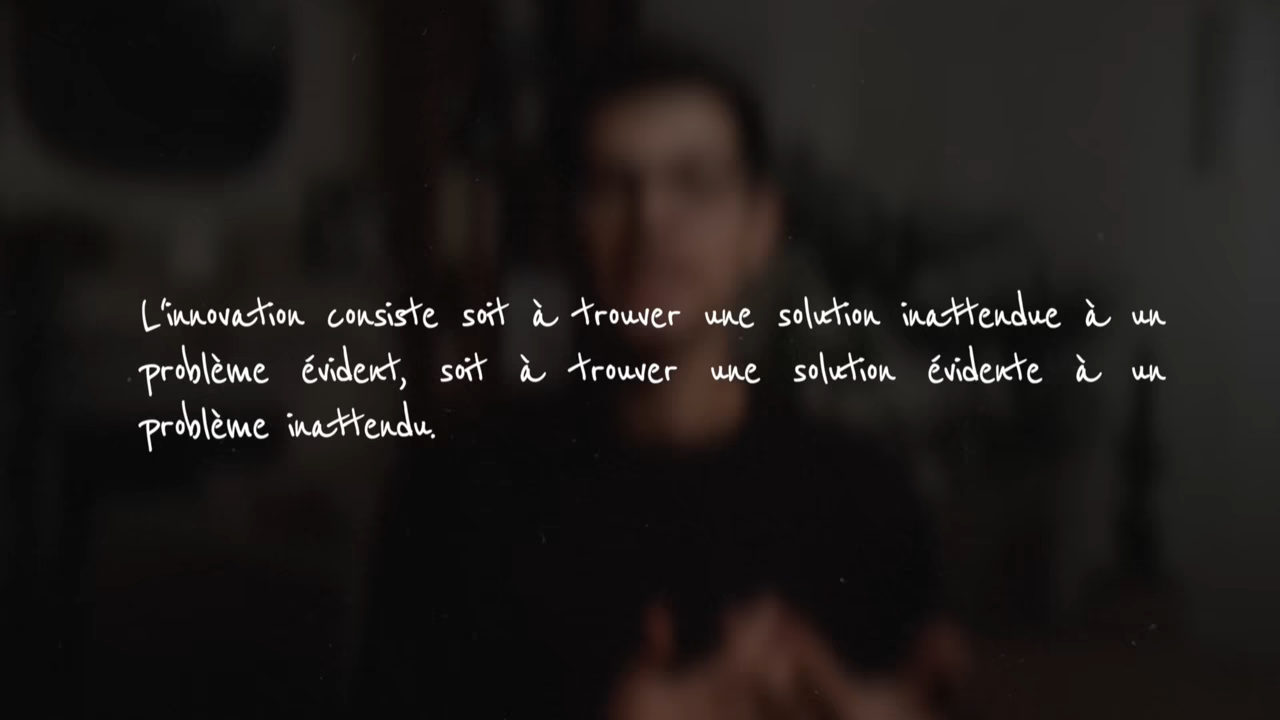 L'innovation consiste soit à trouver une solution inattendue à un
problème évident, soit à trouver une solution évidente à un
problème inattendu.